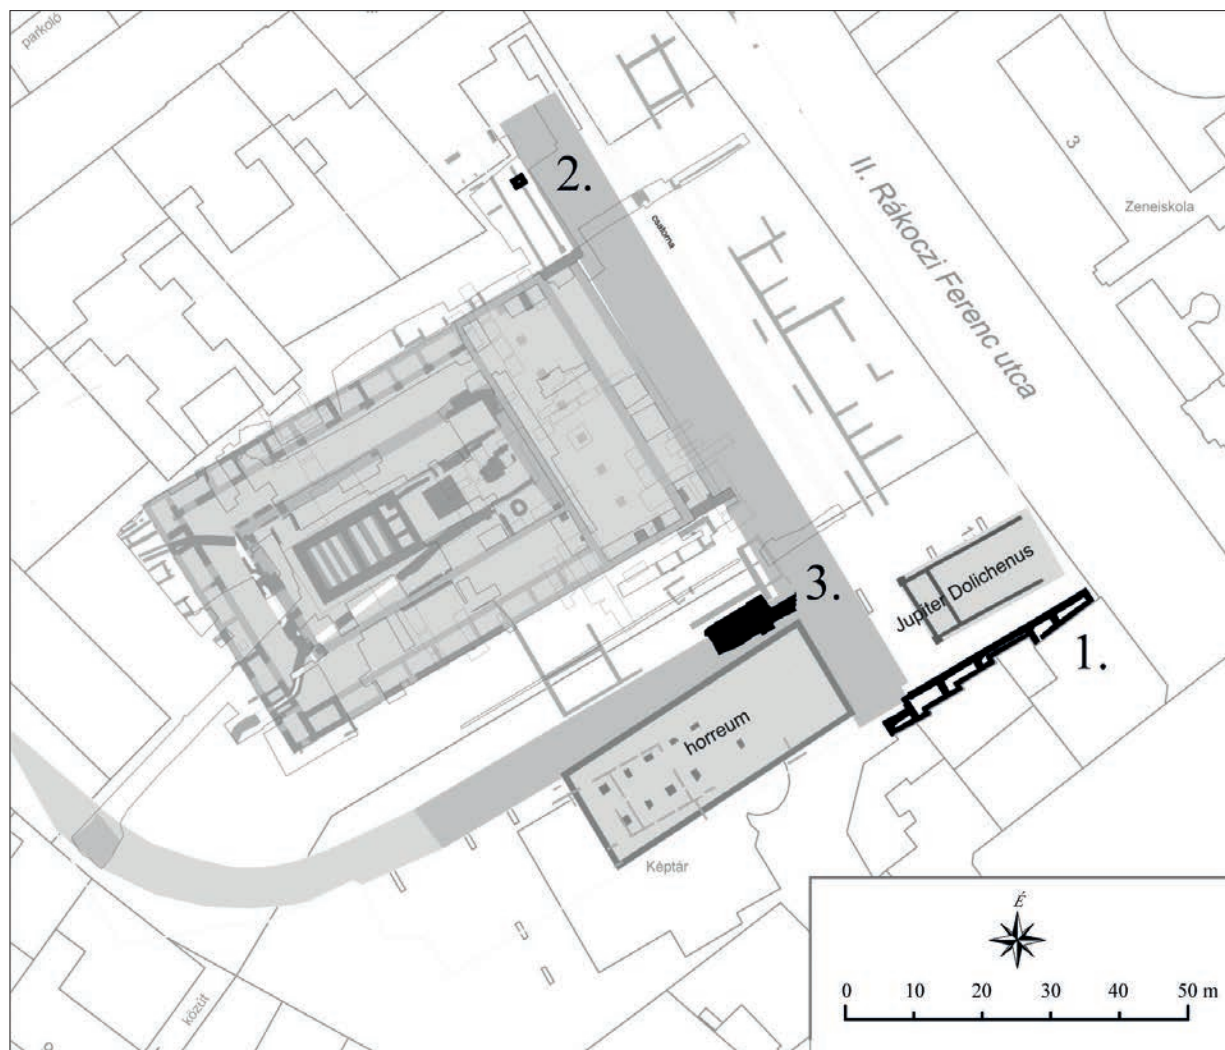 parkoló
2.
csatorna
3
II. Rákoczi Ferenc utca
Zeneiskola
3.
Jupiter Dolichenus
1.
horreum
Képtár
közút
É
0 10 20 30 40 50 m